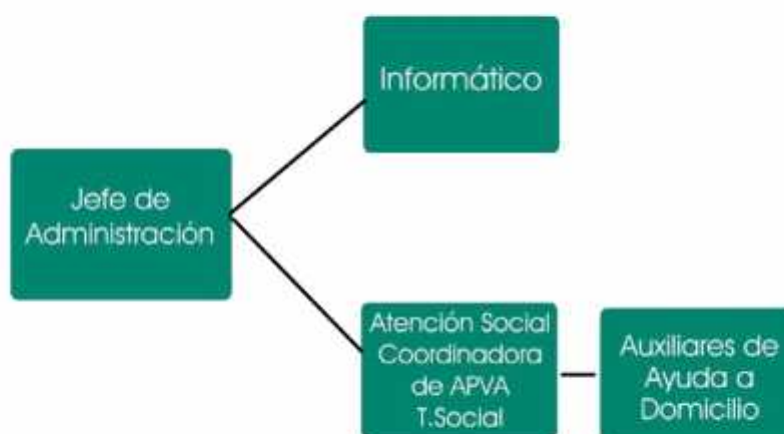 Informático
Jefe de
Administración
Atención Social
Coordinadora
de APVA
T.Social
Auxiliares de
Ayuda a
Domicilio